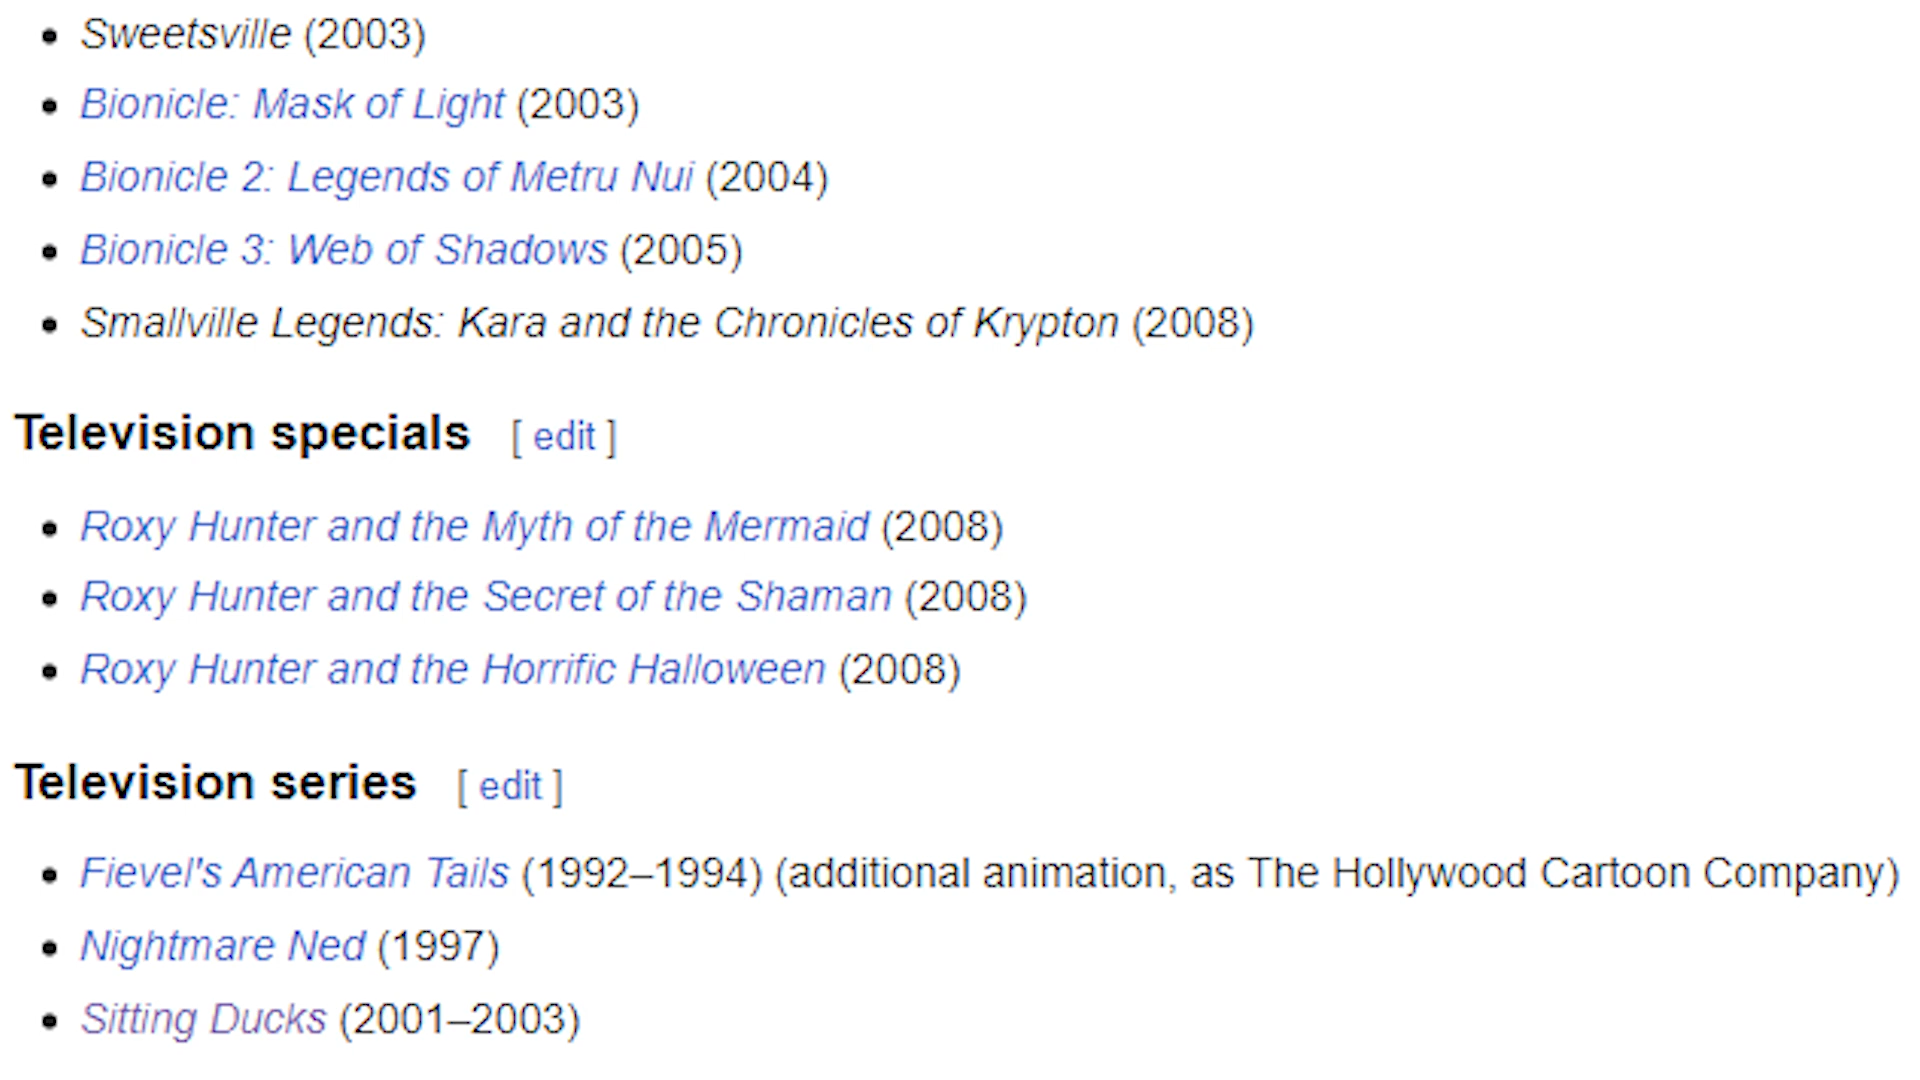 Sweetsville (2003)
Bionicle: Mask of Light (2003)
Bionicle 2: Legends of Metru Nui (2004)
Bionicle 3: Web of Shadows (2005)
Smallville Legends: Kara and the Chronicles of Krypton (2008)
Television specials [ edit ]
Roxy Hunter and the Myth of the Mermaid (2008)
Roxy Hunter and the Secret of the Shaman (2008)
Roxy Hunter and the Horrific Halloween (2008)
Television series [ edit ]
Fievel's American Tails (1992–1994) (additional animation, as The Hollywood Cartoon Company)
Nightmare Ned (1997)
Sitting Ducks (2001–2003)